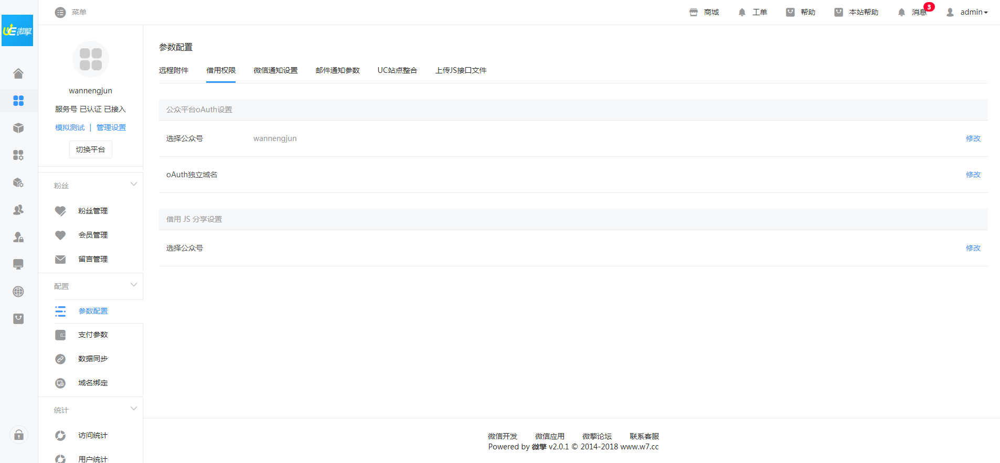 菜单
商城 工单 帮助 本站帮助 消息 3 admin
微擎
wannengjun
服务号 已认证 已接入
模拟测试 | 管理设置
切换平台
粉丝
粉丝管理
会员管理
留言管理
配置
参数配置
支付参数
数据同步
域名绑定
统计
访问统计
用户统计
参数配置
远程附件 借用权限 微信通知设置 邮件通知参数 UC站点整合 上传JS接口文件
公众平台oAuth设置
选择公众号 wannengjun 修改
oAuth独立域名 修改
借用 JS 分享设置
选择公众号 修改
微信开发 微信应用 微擎论坛 联系客服
Powered by 微擎 v2.0.1 © 2014-2018 www.w7.cc